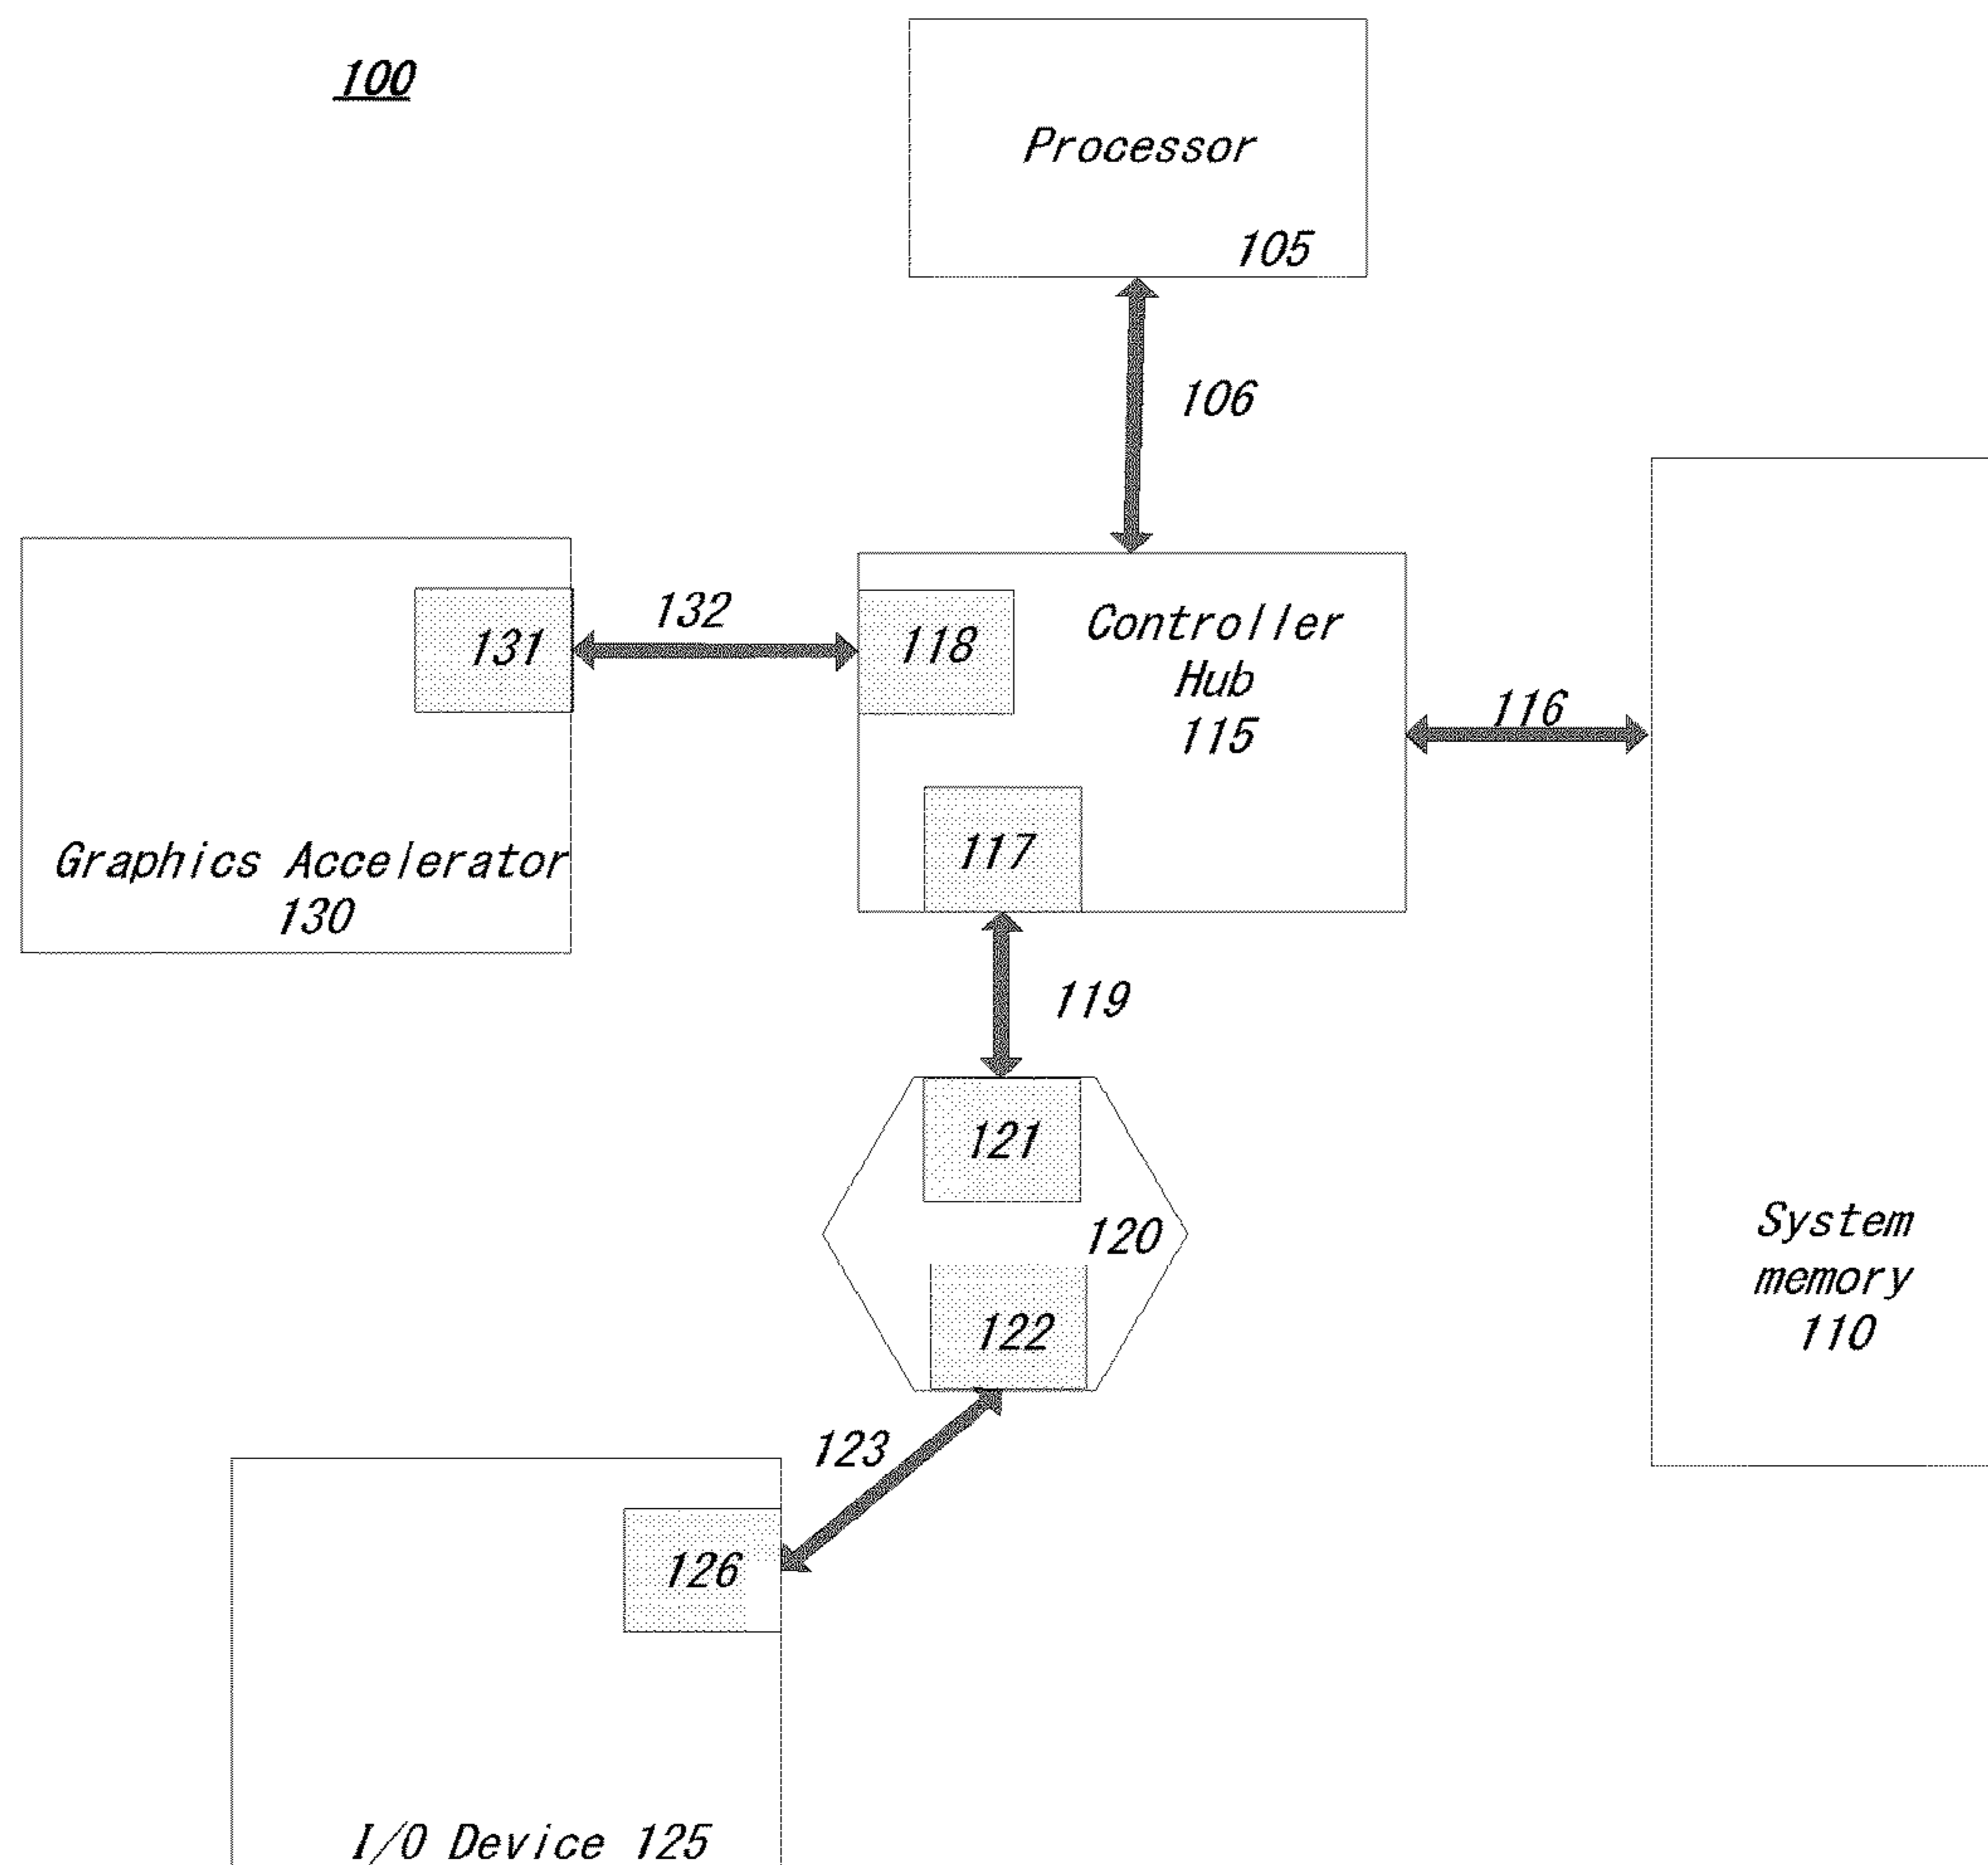 100
Processor
105
106
132
131
118
Controller
Hub
115
116
117
Graphics Accelerator
130
119
121
120
122
System
memory
110
123
126
I/O Device 125